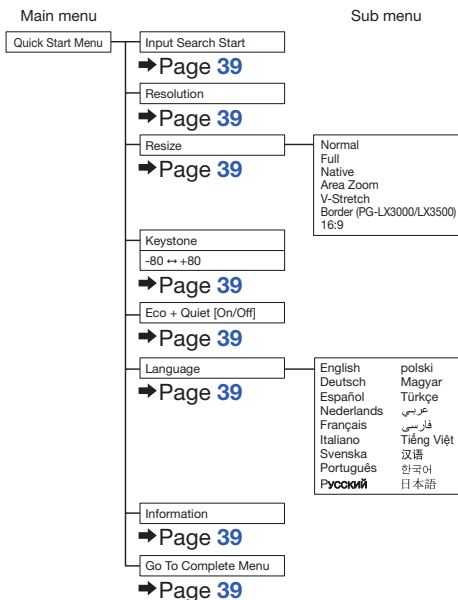 Main menu
Sub menu
Quick Start Menu
Input Search Start
➡Page 39
Resolution
➡Page 39
Resize
➡Page 39
Normal
Full
Native
Area Zoom
V-Stretch
Border (PG-LX3000/LX3500)
16:9
Keystone
-80 ↔ +80
➡Page 39
Eco + Quiet [On/Off]
➡Page 39
Language
➡Page 39
English
Deutsch
Español
Nederlands
Français
Italiano
Svenska
Português
Русский
polski
Magyar
Türkçe
عربي
فارسی
Tiếng Việt
汉语
한국어
日本語
Information
➡Page 39
Go To Complete Menu
➡Page 39